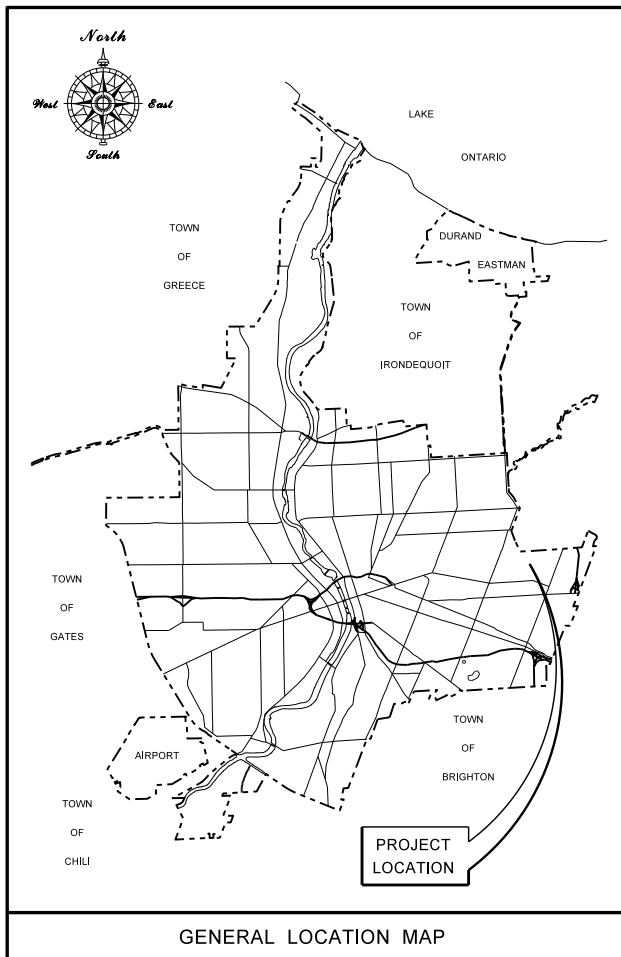 North
West
East
South
LAKE
ONTARIO
TOWN
OF
GREECE
DURAND
EASTMAN
TOWN
OF
IRONDEQUOIT
TOWN
OF
GATES
TOWN
OF
BRIGHTON
AIRPORT
TOWN
OF
CHILI
PROJECT
LOCATION
GENERAL LOCATION MAP